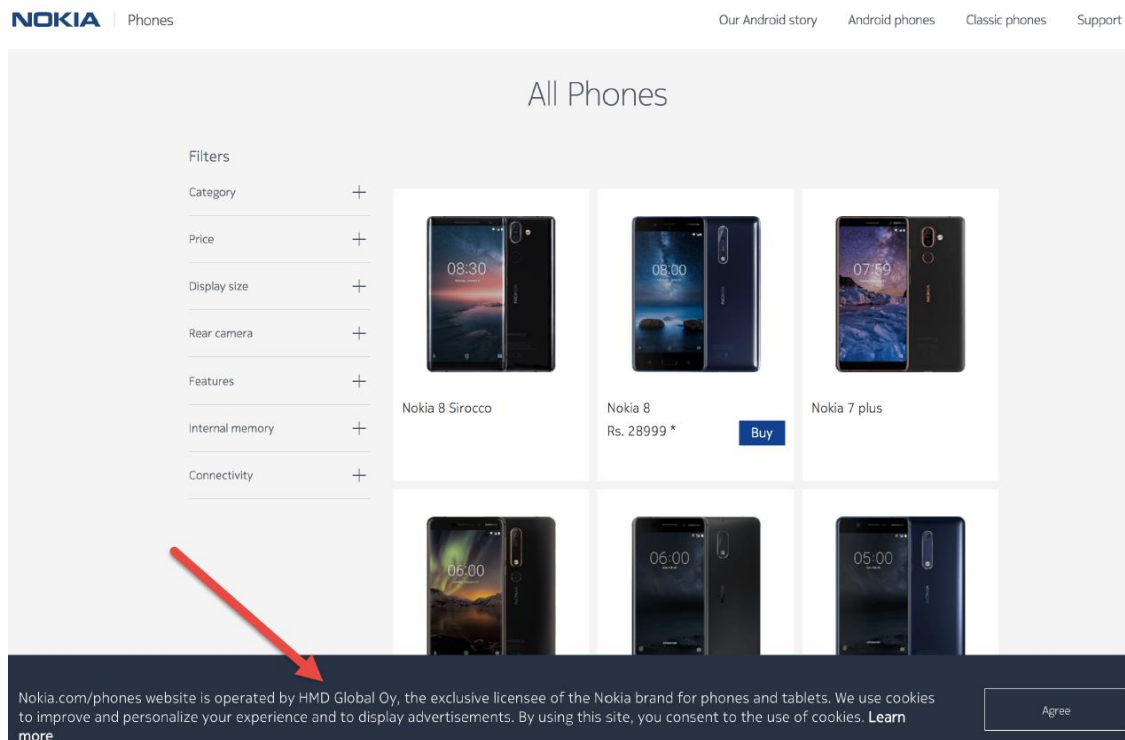 NOKIA Phones
Our Android story Android phones Classic phones Support
All Phones
Filters
Category
Price
Display size
Rear camera
Features
Internal memory
Connectivity
08:30
08:00
07:59
Nokia 8 Sirocco
Nokia 8
Rs. 28999 *
Buy
Nokia 7 plus
06:00
06:00
05:00
Nokia.com/phones website is operated by HMD Global Oy, the exclusive licensee of the Nokia brand for phones and tablets. We use cookies
to improve and personalize your experience and to display advertisements. By using this site, you consent to the use of cookies. Learn
more
Agree